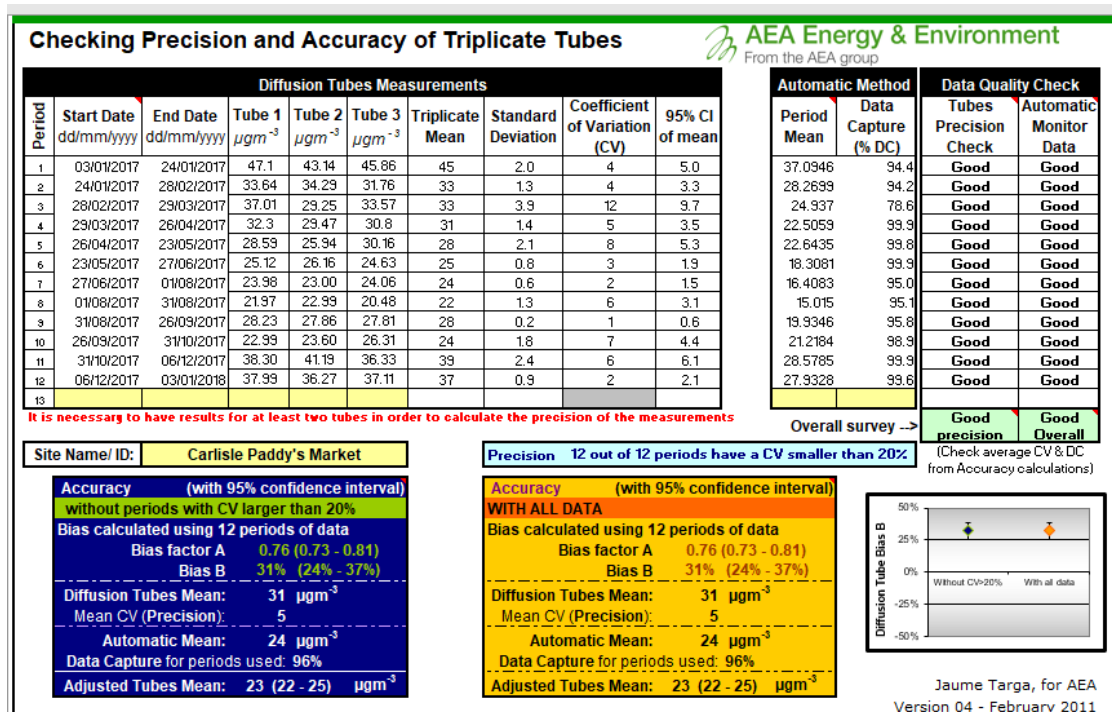 Checking Precision and Accuracy of Triplicate Tubes
AEA Energy & Environment
From the AEA group
Diffusion Tubes Measurements
Automatic Method
Data Quality Check
Period Start Date dd/mm/yyyy End Date dd/mm/yyyy Tube 1 µgm⁻³ Tube 2 µgm⁻³ Tube 3 µgm⁻³ Triplicate Mean Standard Deviation Coefficient of Variation (CV) 95% CI of mean Period Mean Data Capture (% DC) Tubes Precision Check Automatic Monitor Data
1 03/01/2017 24/01/2017 47.1 43.14 45.86 45 2.0 4 5.0 37.0946 94.4 Good Good
2 24/01/2017 28/02/2017 33.64 34.29 31.76 33 1.3 4 3.3 28.2699 94.2 Good Good
3 28/02/2017 29/03/2017 37.01 29.25 33.57 33 3.9 12 9.7 24.937 78.6 Good Good
4 29/03/2017 26/04/2017 32.3 29.47 30.8 31 1.4 5 3.5 22.5059 99.9 Good Good
5 26/04/2017 23/05/2017 28.59 25.94 30.16 28 2.1 8 5.3 22.6435 99.8 Good Good
6 23/05/2017 27/06/2017 25.12 26.16 24.63 25 0.8 3 1.9 18.3081 99.9 Good Good
7 27/06/2017 01/08/2017 23.98 23.00 24.06 24 0.6 2 1.5 16.4083 95.0 Good Good
8 01/08/2017 31/08/2017 21.97 22.99 20.48 22 1.3 6 3.1 15.015 95.1 Good Good
9 31/08/2017 26/09/2017 28.23 27.86 27.81 28 0.2 1 0.6 19.9346 95.8 Good Good
10 26/09/2017 31/10/2017 22.99 23.60 26.31 24 1.8 7 4.4 21.2184 98.9 Good Good
11 31/10/2017 06/12/2017 38.30 41.19 36.33 39 2.4 6 6.1 28.5785 99.9 Good Good
12 06/12/2017 03/01/2018 37.99 36.27 37.11 37 0.9 2 2.1 27.9328 99.6 Good Good
13
It is necessary to have results for at least two tubes in order to calculate the precision of the measurements
Overall survey --> Good precision Good Overall
Site Name/ ID: Carlisle Paddy's Market
Precision 12 out of 12 periods have a CV smaller than 20%
(Check average CV & DC
from Accuracy calculations)
Accuracy (with 95% confidence interval)
without periods with CV larger than 20%
Bias calculated using 12 periods of data
Bias factor A 0.76 (0.73 - 0.81)
Bias B 31% (24% - 37%)
Diffusion Tubes Mean: 31 µgm⁻³
Mean CV (Precision): 5
Automatic Mean: 24 µgm⁻³
Data Capture for periods used: 96%
Adjusted Tubes Mean: 23 (22 - 25) µgm⁻³
Accuracy (with 95% confidence interval)
WITH ALL DATA
Bias calculated using 12 periods of data
Bias factor A 0.76 (0.73 - 0.81)
Bias B 31% (24% - 37%)
Diffusion Tubes Mean: 31 µgm⁻³
Mean CV (Precision): 5
Automatic Mean: 24 µgm⁻³
Data Capture for periods used: 96%
Adjusted Tubes Mean: 23 (22 - 25) µgm⁻³
Diffusion Tube Bias B
50%
25%
0%
-25%
-50%
Without CV>20% With all data
Jaume Targa, for AEA
Version 04 - February 2011